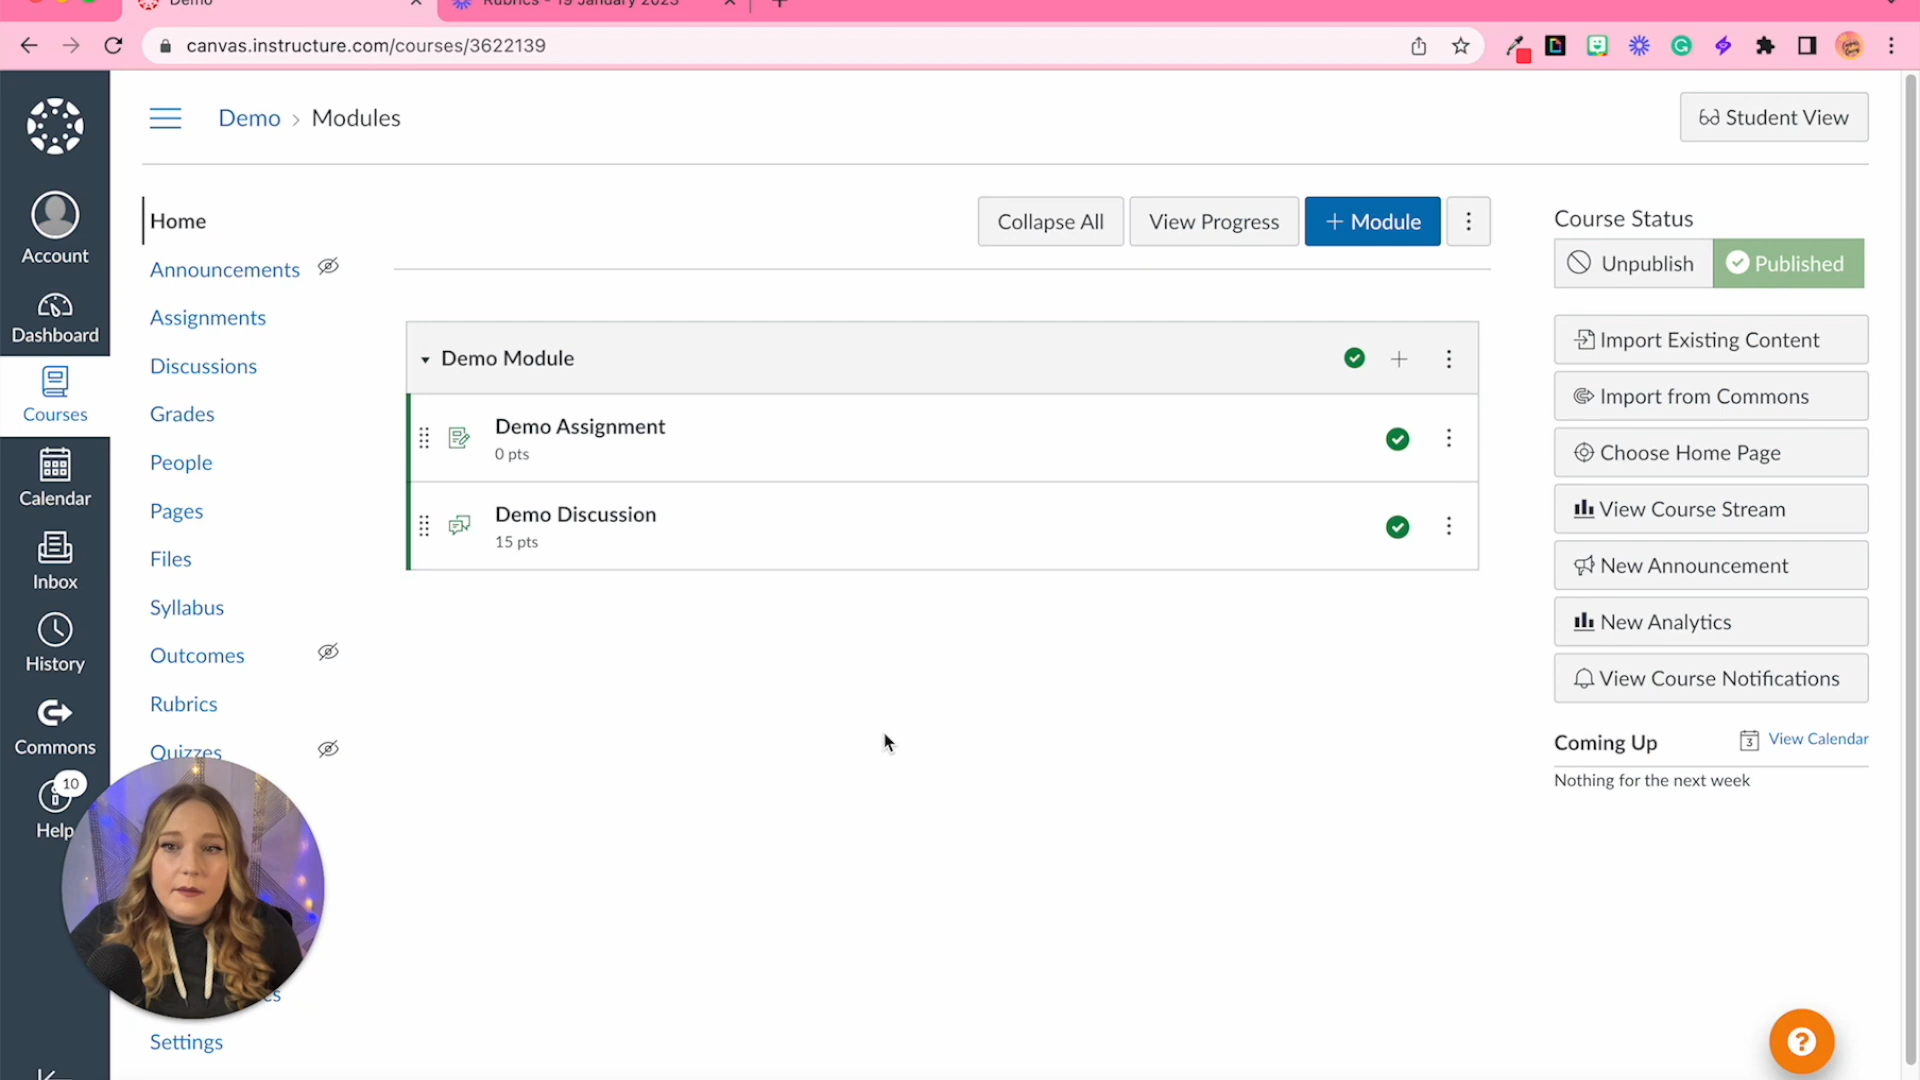 Demo
Rubrics - 19 January 2023
canvas.instructure.com/courses/3622139
Demo > Modules
Student View
Account
Dashboard
Courses
Calendar
Inbox
History
Commons
10
Help
Home
Announcements
Assignments
Discussions
Grades
People
Pages
Files
Syllabus
Outcomes
Rubrics
Quizzes
Settings
Collapse All
View Progress
+ Module
Demo Module
Demo Assignment
0 pts
Demo Discussion
15 pts
Course Status
Unpublish
Published
Import Existing Content
Import from Commons
Choose Home Page
View Course Stream
New Announcement
New Analytics
View Course Notifications
Coming Up
3
View Calendar
Nothing for the next week
?